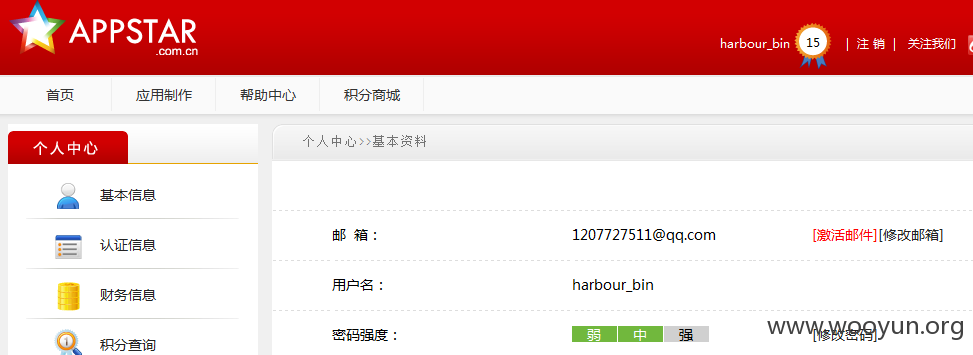 APPSTAR
.com.cn
harbour_bin 15 | 注 销 | 关注我们
首页 应用制作 帮助中心 积分商城
个人中心
个人中心>>基本资料
基本信息
认证信息
财务信息
积分查询
邮 箱： 1207727511@qq.com [激活邮件][修改邮箱]
用户名： harbour_bin
密码强度： 弱 中 强 [修改密码]
www.wooyun.org